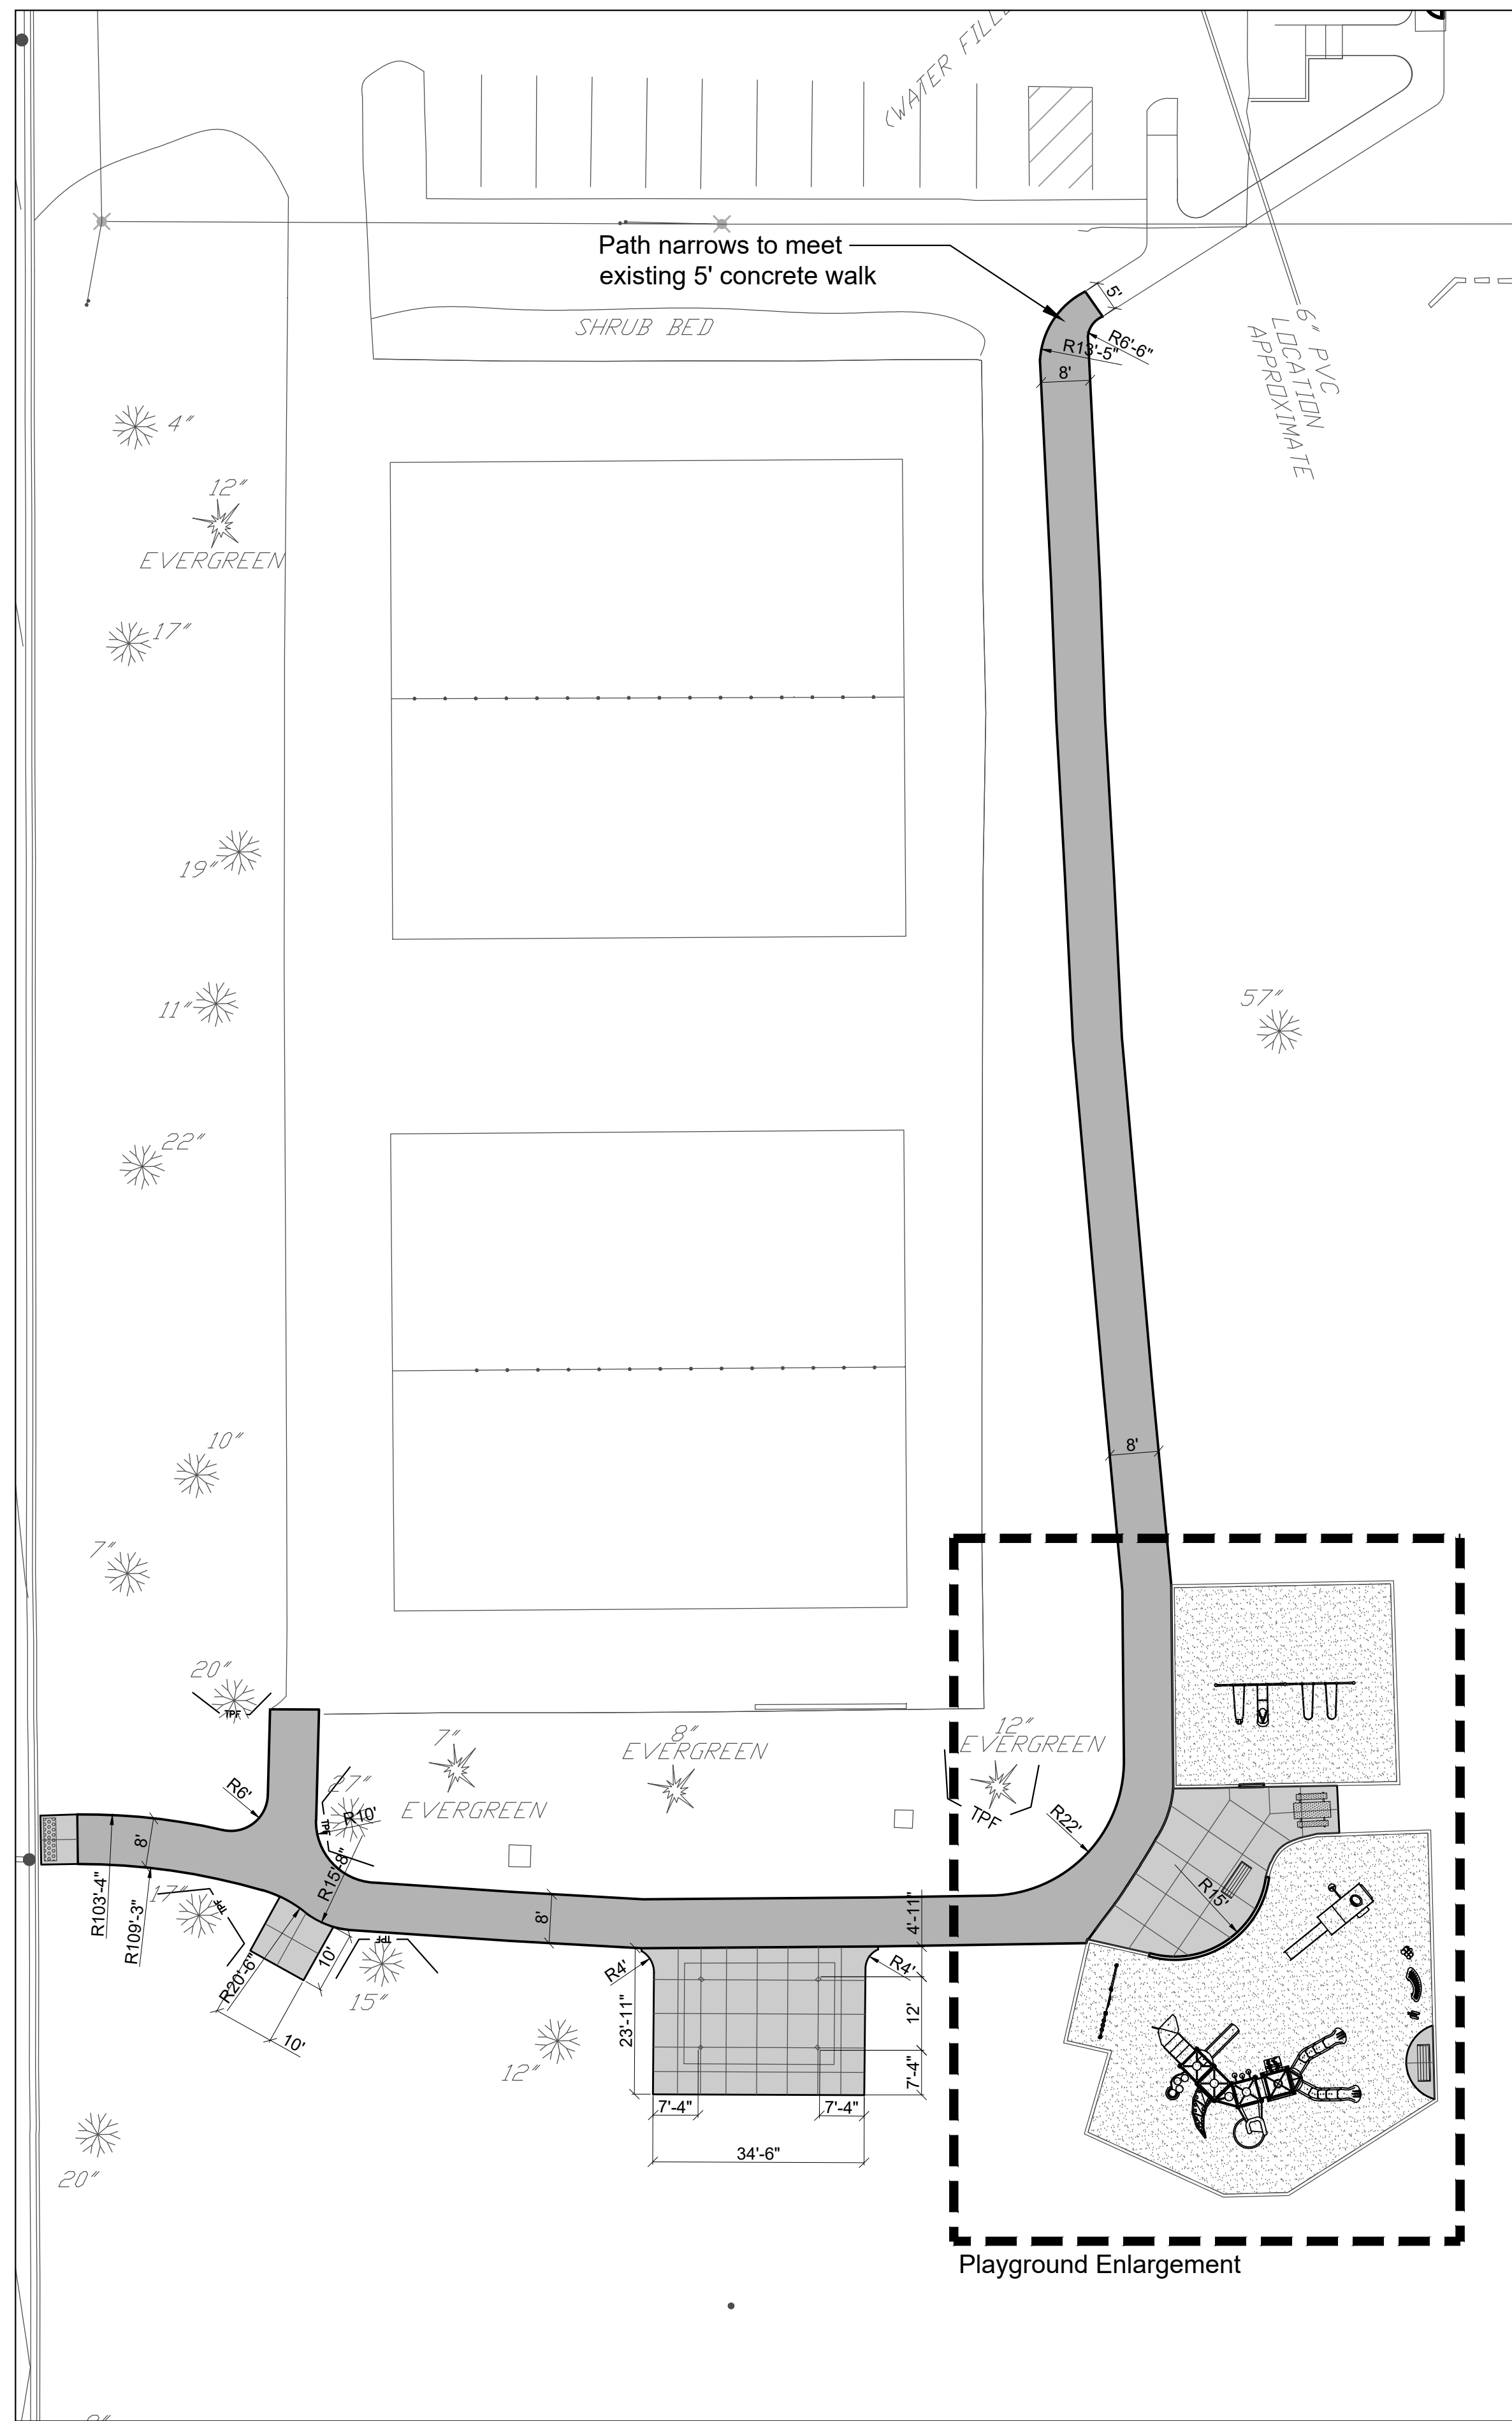 (WATER FILL
Path narrows to meet
existing 5' concrete walk
5'
R6'-6"
R13'-5"
8'
SHRUB BED
6" PVC
LOCATION
APPROXIMATE
4"
12"
EVERGREEN
17"
19"
11"
57"
22"
10"
8'
7"
20"
TPF
7"
EVERGREEN
8"
EVERGREEN
12"
EVERGREEN
TPF
27"
TPF
R10'
R6'
R22'
8'
R103'-4"
R109'-3"
R15'-8"
17"
TPF
8'
4'-11"
R15'
TPF
10'
15"
R20'-6"
10'
R4'
R4'
23'-11"
12'
7'-4"
12"
7'-4"
7'-4"
34'-6"
20"
Playground Enlargement